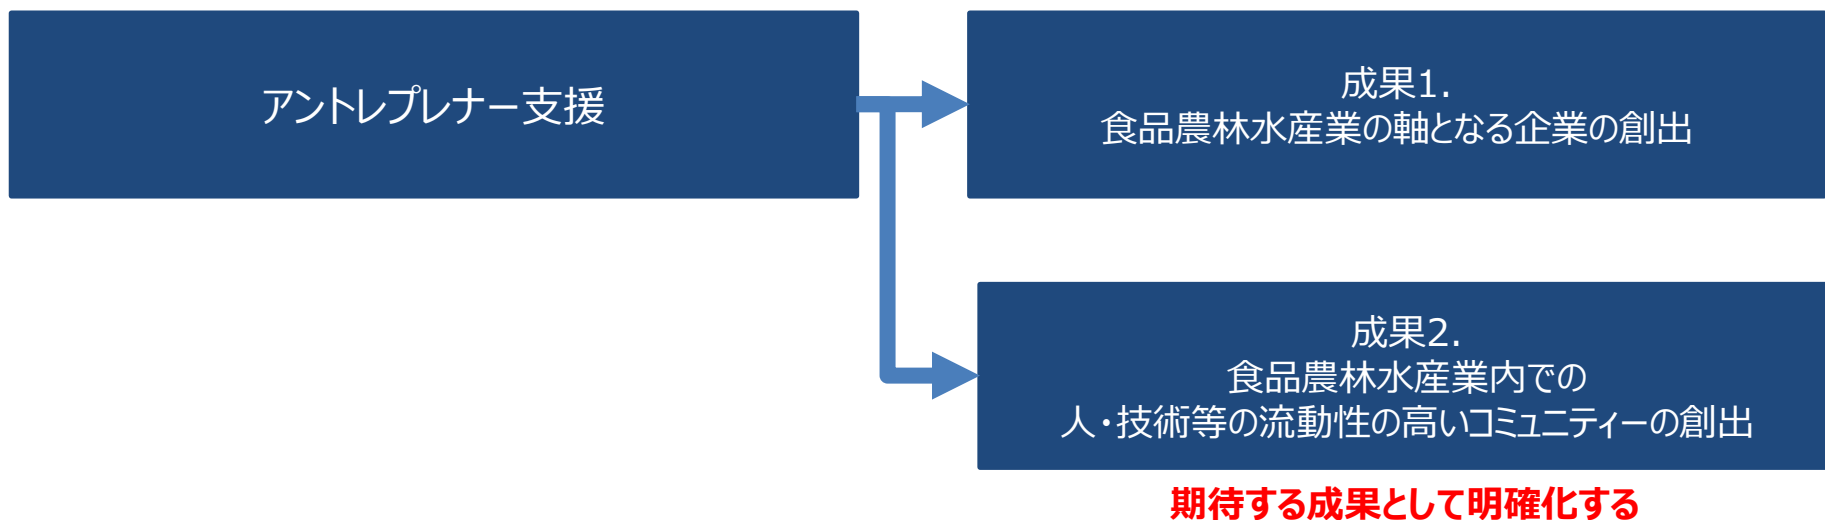 アントレプレナー支援
成果1.
食品農林水産業の軸となる企業の創出
成果2.
食品農林水産業内での
人・技術等の流動性の高いコミュニティーの創出
期待する成果として明確化する